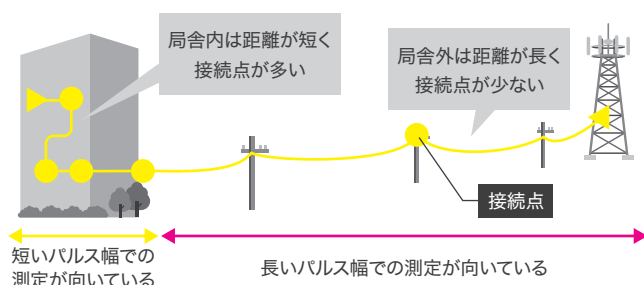 局舎内は距離が短く
接続点が多い
局舎外は距離が長く
接続点が少ない
接続点
短いパルス幅での
測定が向いている
長いパルス幅での測定が向いている